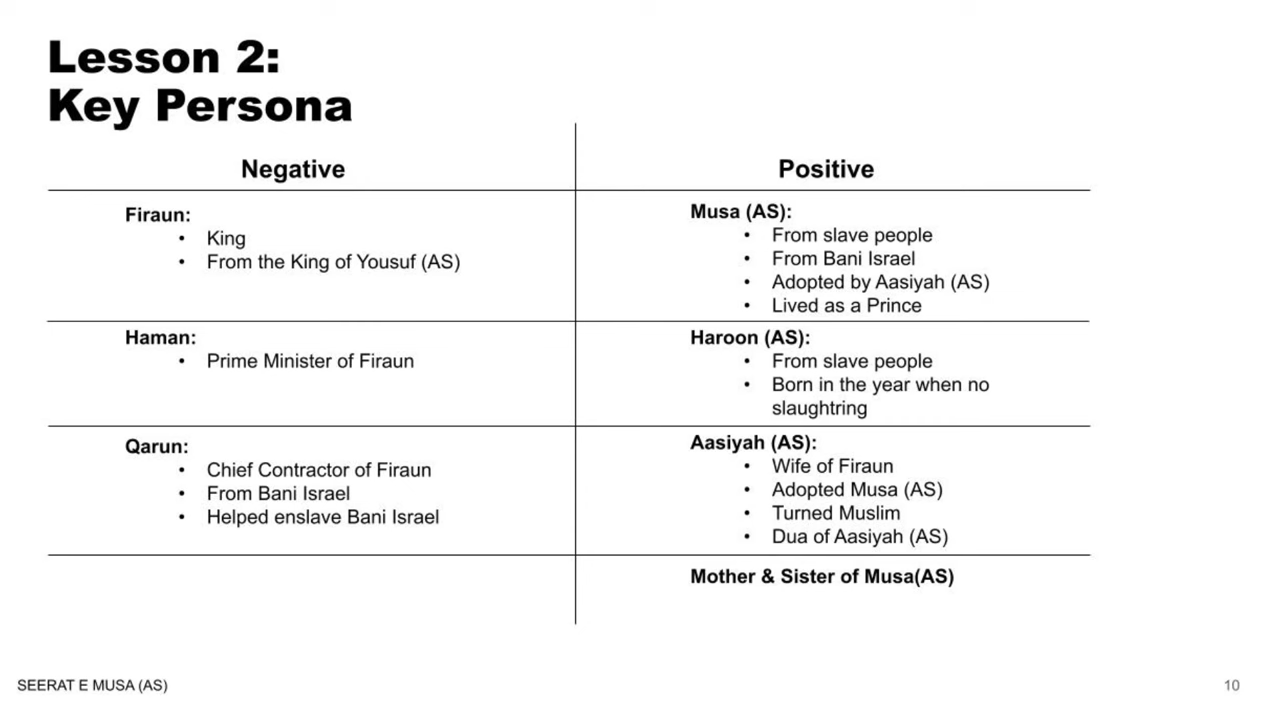 Lesson 2:
Key Persona
Negative
Positive
Firaun:
• King
• From the King of Yousuf (AS)
Musa (AS):
• From slave people
• From Bani Israel
• Adopted by Aasiyah (AS)
• Lived as a Prince
Haman:
• Prime Minister of Firaun
Haroon (AS):
• From slave people
• Born in the year when no
slaughtring
Qarun:
• Chief Contractor of Firaun
• From Bani Israel
• Helped enslave Bani Israel
Aasiyah (AS):
• Wife of Firaun
• Adopted Musa (AS)
• Turned Muslim
• Dua of Aasiyah (AS)
Mother & Sister of Musa(AS)
SEERAT E MUSA (AS)
10